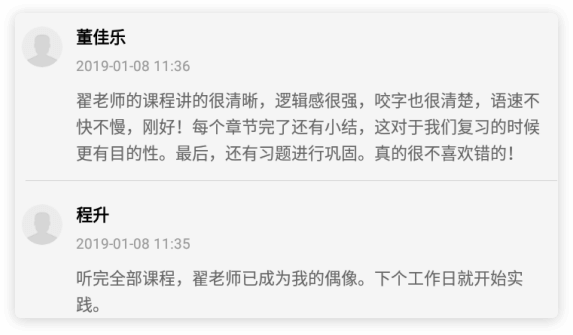 董佳乐
2019-01-08 11:36
翟老师的课程讲的很清晰，逻辑感很强，咬字也很清楚，语速不
快不慢，刚好！每个章节完了还有小结，这对于我们复习的时候
更有目的性。最后，还有习题进行巩固。真的很不喜欢错的！
程升
2019-01-08 11:35
听完全部课程，翟老师已成为我的偶像。下个工作日就开始实
践。